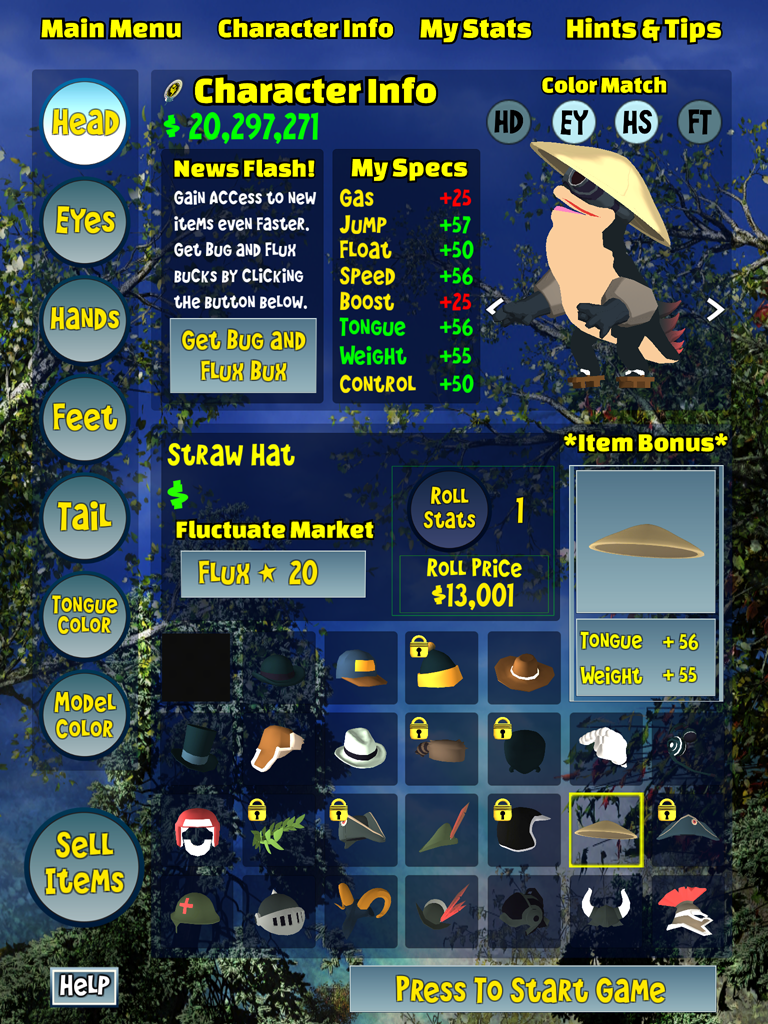 Main Menu
Character Info
My Stats
Hints & Tips
Head
Eyes
Hands
Feet
Tail
Tongue
Color
Model
Color
Sell
Items
Help
Character Info
$ 20,297,271
Color Match
HD
EY
HS
FT
News Flash!
Gain access to new
items even faster.
Get Bug and Flux
Bucks by clicking
the button below.
Get Bug and
Flux Bux
My Specs
Gas +25
Jump +57
Float +50
Speed +56
Boost +25
Tongue +56
Weight +55
Control +50
Straw Hat
$
Fluctuate Market
Flux ★ 20
Roll
Stats
1
Roll Price
$13,001
*Item Bonus*
Tongue + 56
Weight + 55
Press To Start Game